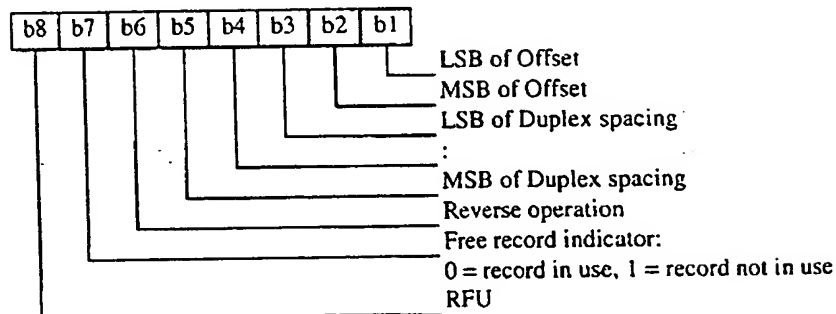 b8 b7 b6 b5 b4 b3 b2 b1
LSB of Offset
MSB of Offset
LSB of Duplex spacing
:
MSB of Duplex spacing
Reverse operation
Free record indicator:
0 = record in use, 1 = record not in use
RFU